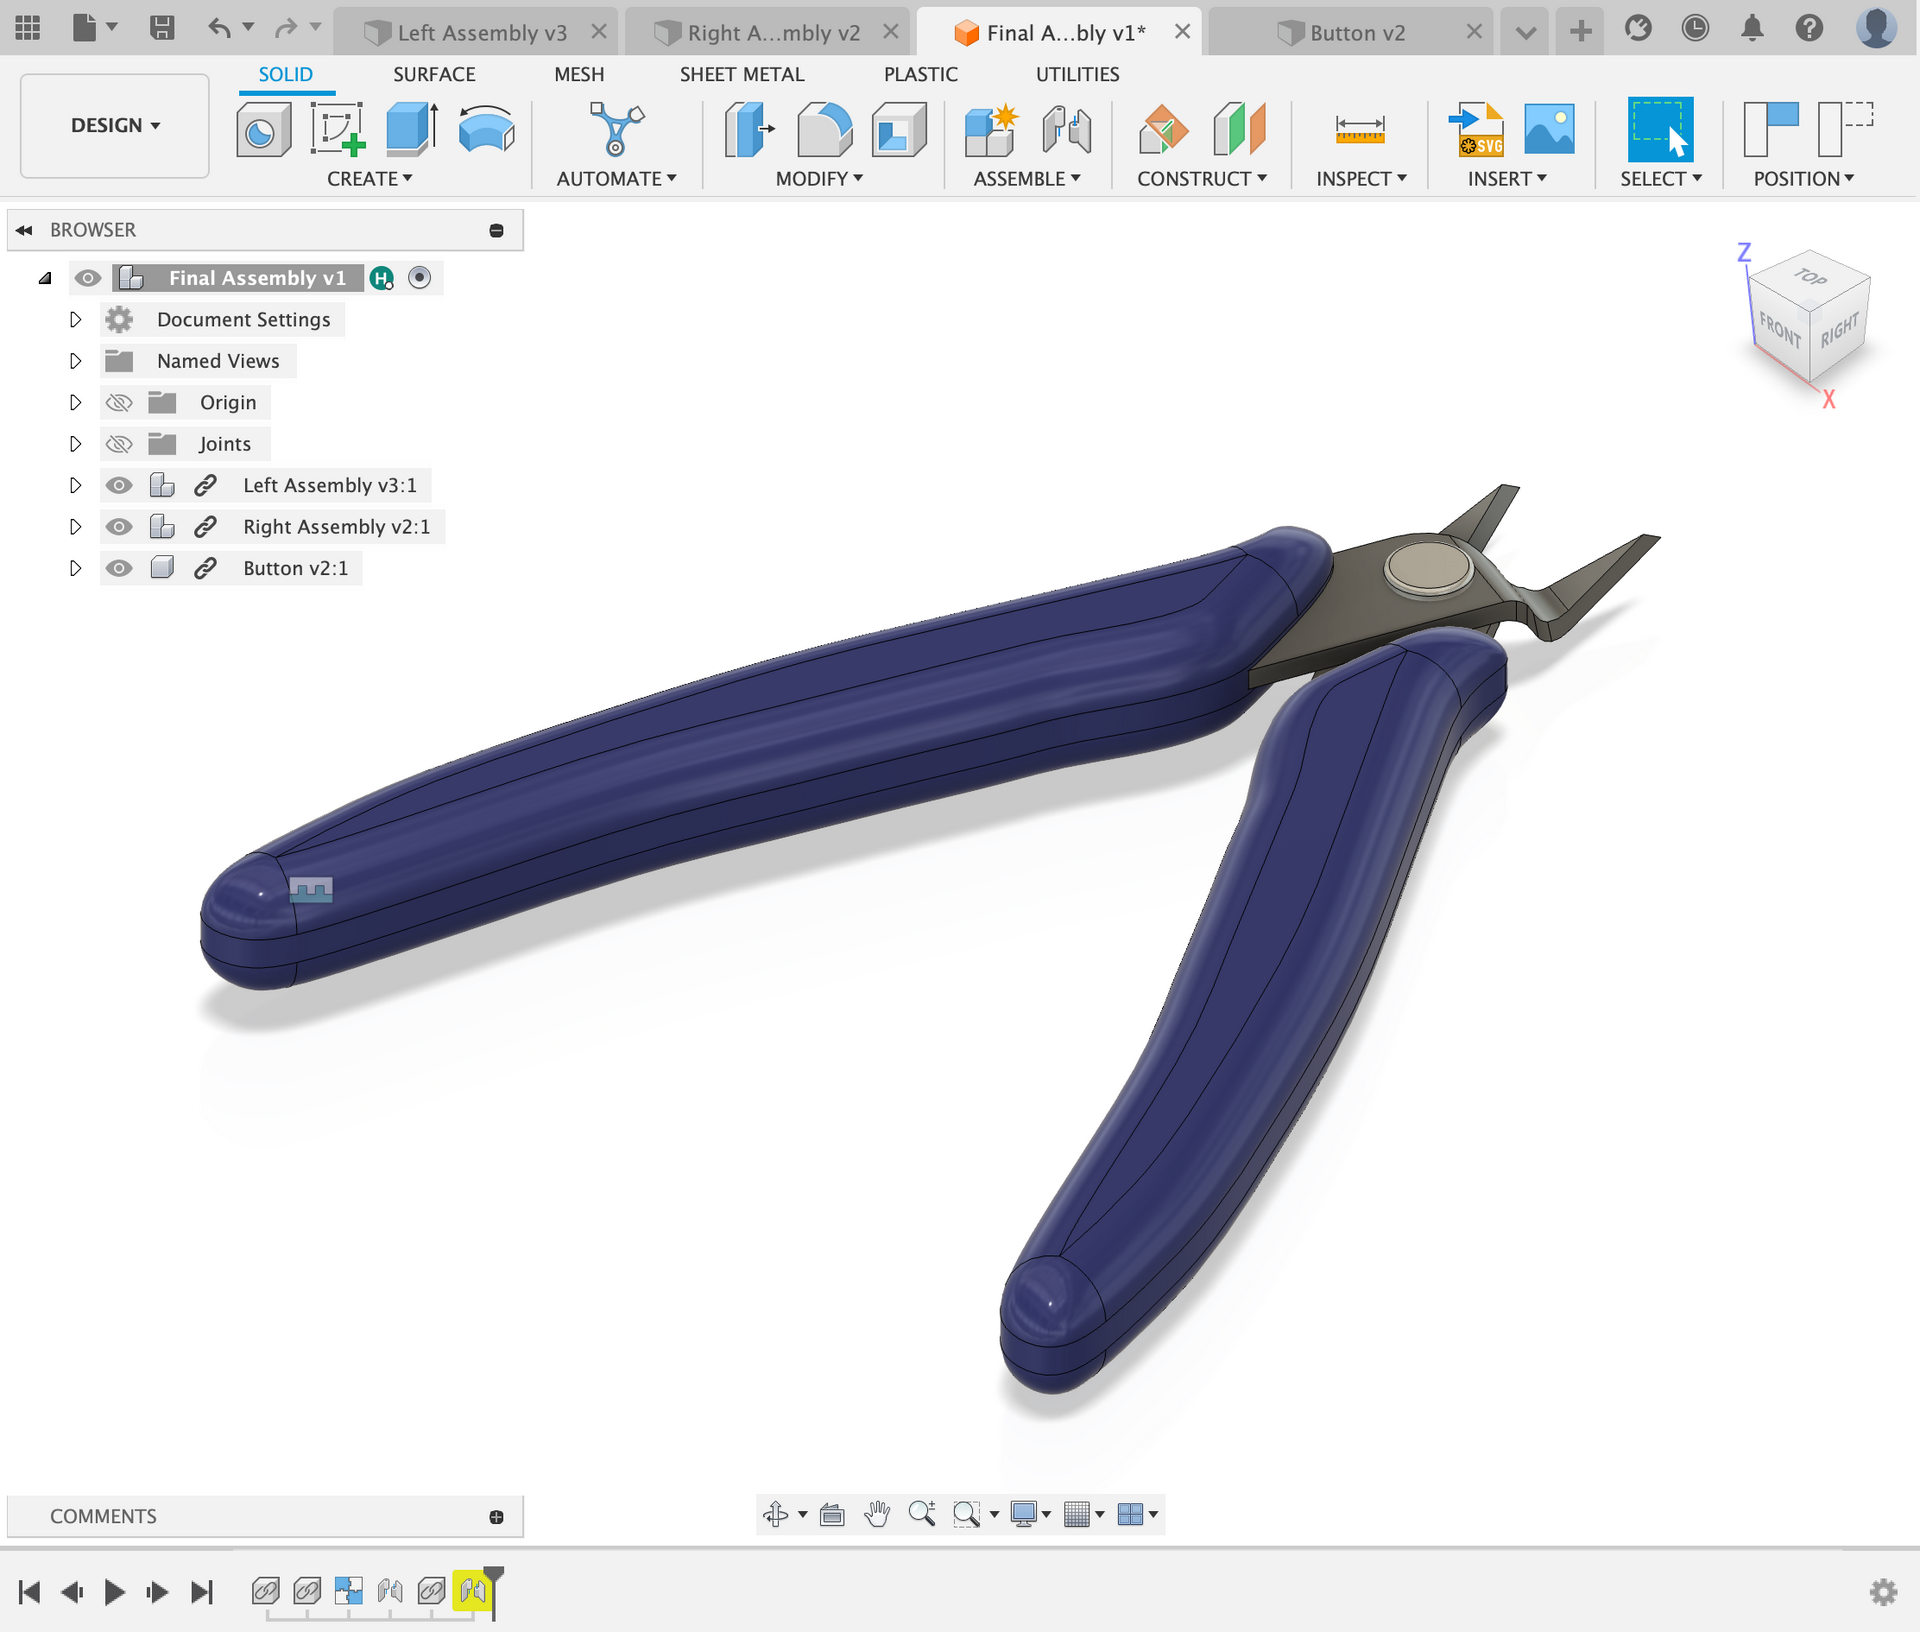 Left Assembly v3
Right A...mbly v2
Final A...bly v1*
Button v2
DESIGN
SOLID
SURFACE
MESH
SHEET METAL
PLASTIC
UTILITIES
SVG
CREATE
AUTOMATE
MODIFY
ASSEMBLE
CONSTRUCT
INSPECT
INSERT
SELECT
POSITION
BROWSER
Final Assembly v1
H
Document Settings
Named Views
Origin
Joints
Left Assembly v3:1
Right Assembly v2:1
Button v2:1
Z
TOP
FRONT
RIGHT
X
COMMENTS